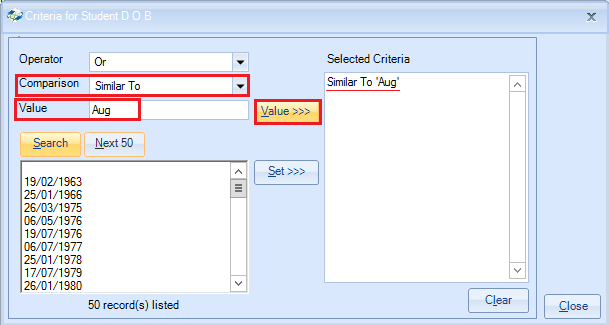 Criteria for Student D O B
Operator
Or
Comparison
Similar To
Value
Aug
Value >>>
Search
Next 50
19/02/1963
25/01/1966
26/03/1975
06/05/1976
19/07/1976
06/06/1977
25/01/1978
17/07/1979
26/01/1980
50 record(s) listed
Set >>>
Selected Criteria
Similar To 'Aug'
Clear
Close